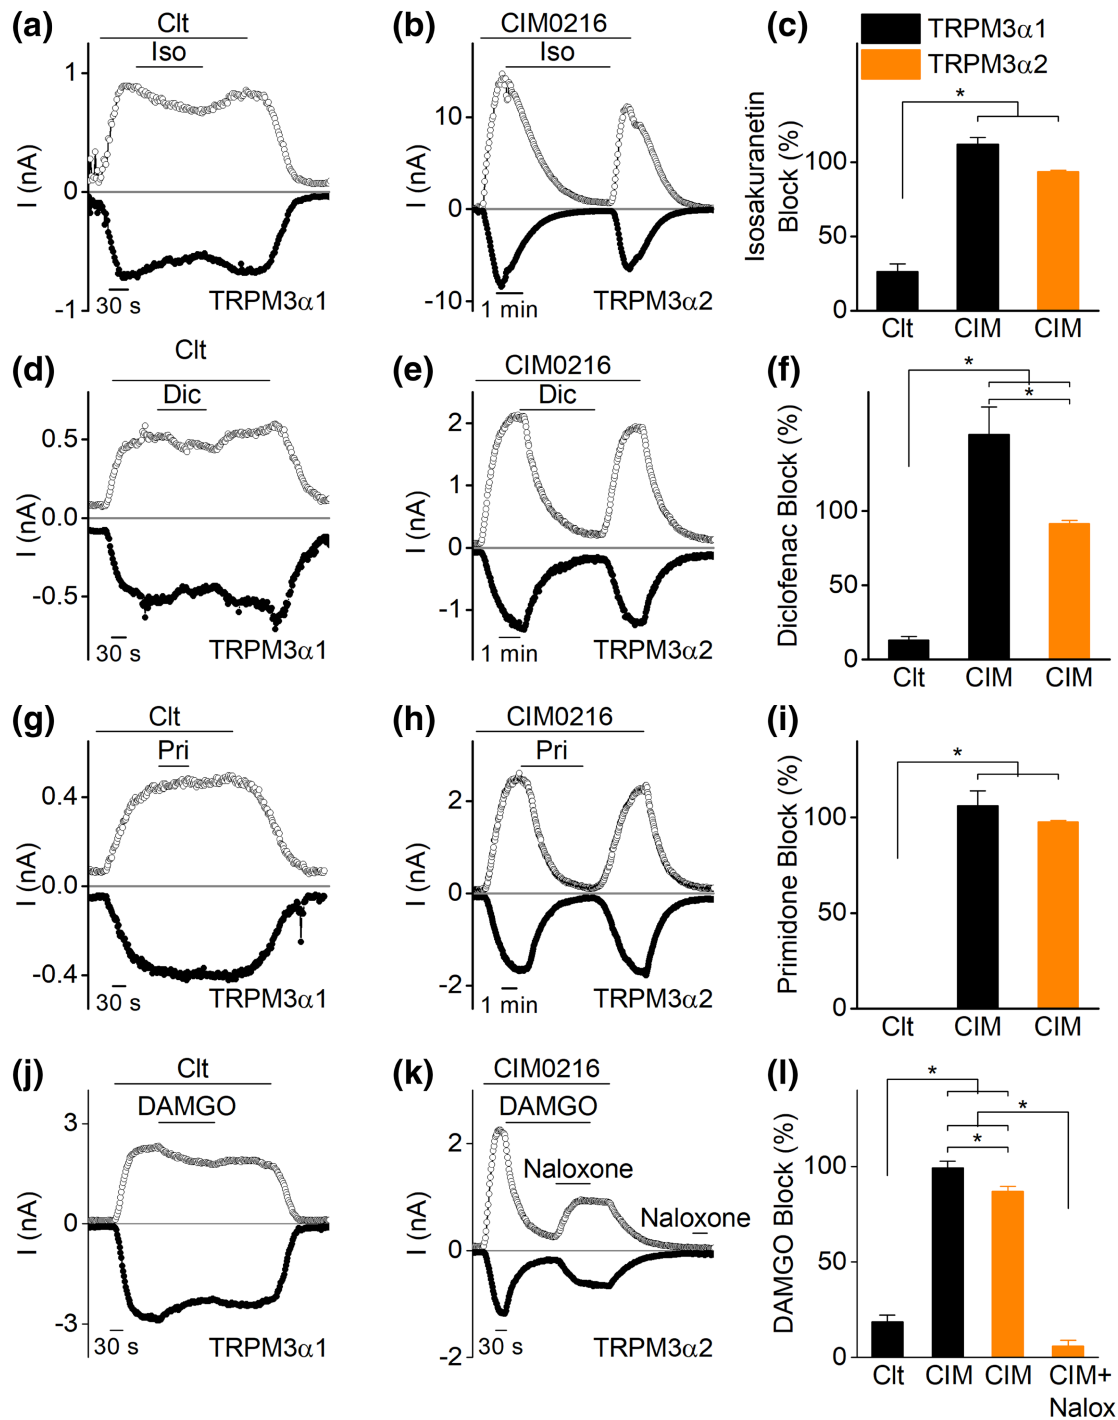 (a)
Clt
Iso
1
0
-1
I (nA)
30 s
TRPM3α1
(b)
CIM0216
Iso
10
0
-10
I (nA)
1 min
TRPM3α2
(c)
TRPM3α1
TRPM3α2
*
Isosakuranetin
Block (%)
100
50
0
Clt CIM CIM
(d)
Clt
Dic
0.5
0.0
-0.5
I (nA)
30 s
TRPM3α1
(e)
CIM0216
Dic
2
1
0
-1
I (nA)
1 min
TRPM3α2
(f)
*
*
Diclofenac Block (%)
100
50
0
Clt CIM CIM
(g)
Clt
Pri
0.4
0.0
-0.4
I (nA)
30 s
TRPM3α1
(h)
CIM0216
Pri
2
0
-2
I (nA)
1 min
TRPM3α2
(i)
*
Primidone Block (%)
100
50
0
Clt CIM CIM
(j)
Clt
DAMGO
3
0
-3
I (nA)
30 s
TRPM3α1
(k)
CIM0216
DAMGO
Naloxone
Naloxone
2
0
-2
I (nA)
30 s
TRPM3α2
(l)
*
*
*
DAMGO Block (%)
100
50
0
Clt CIM CIM CIM+
Nalox